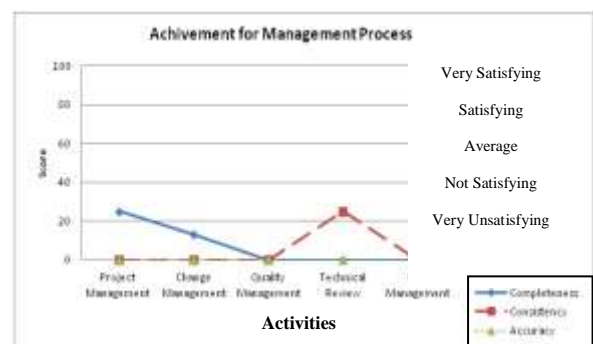 Achivement for Management Process
100
80
60
40
20
0
Score
Very Satisfying
Satisfying
Average
Not Satisfying
Very Unsatisfying
Project Management
Change Management
Quality Management
Technical Review
Management
Activities
Completeness
Consistency
Accuracy